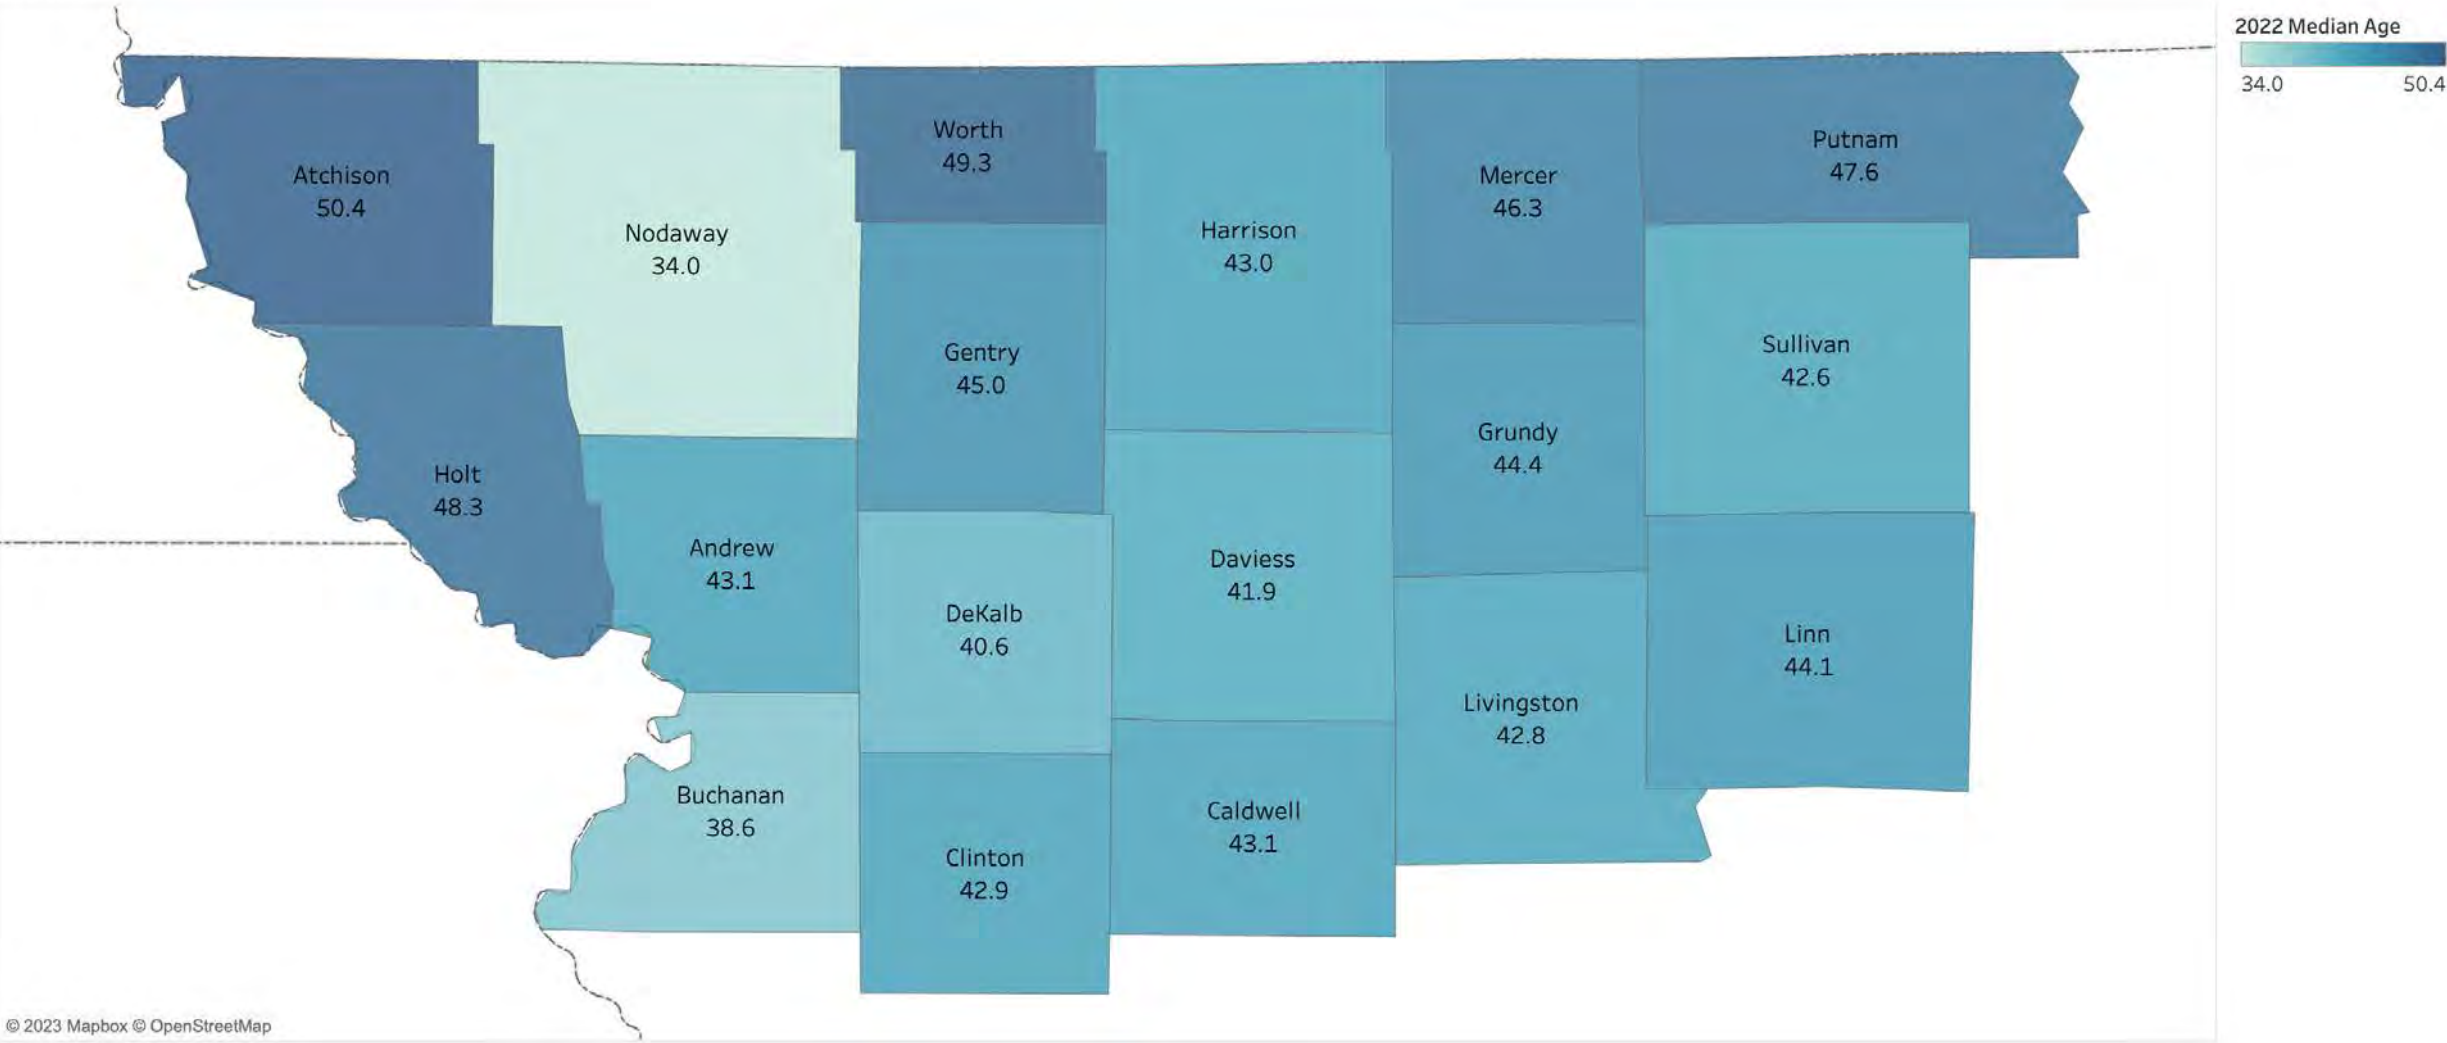 2022 Median Age
34.0 50.4
Atchison
50.4
Nodaway
34.0
Worth
49.3
Harrison
43.0
Mercer
46.3
Putnam
47.6
Gentry
45.0
Sullivan
42.6
Holt
48.3
Grundy
44.4
Andrew
43.1
DeKalb
40.6
Daviess
41.9
Linn
44.1
Livingston
42.8
Buchanan
38.6
Clinton
42.9
Caldwell
43.1
© 2023 Mapbox © OpenStreetMap